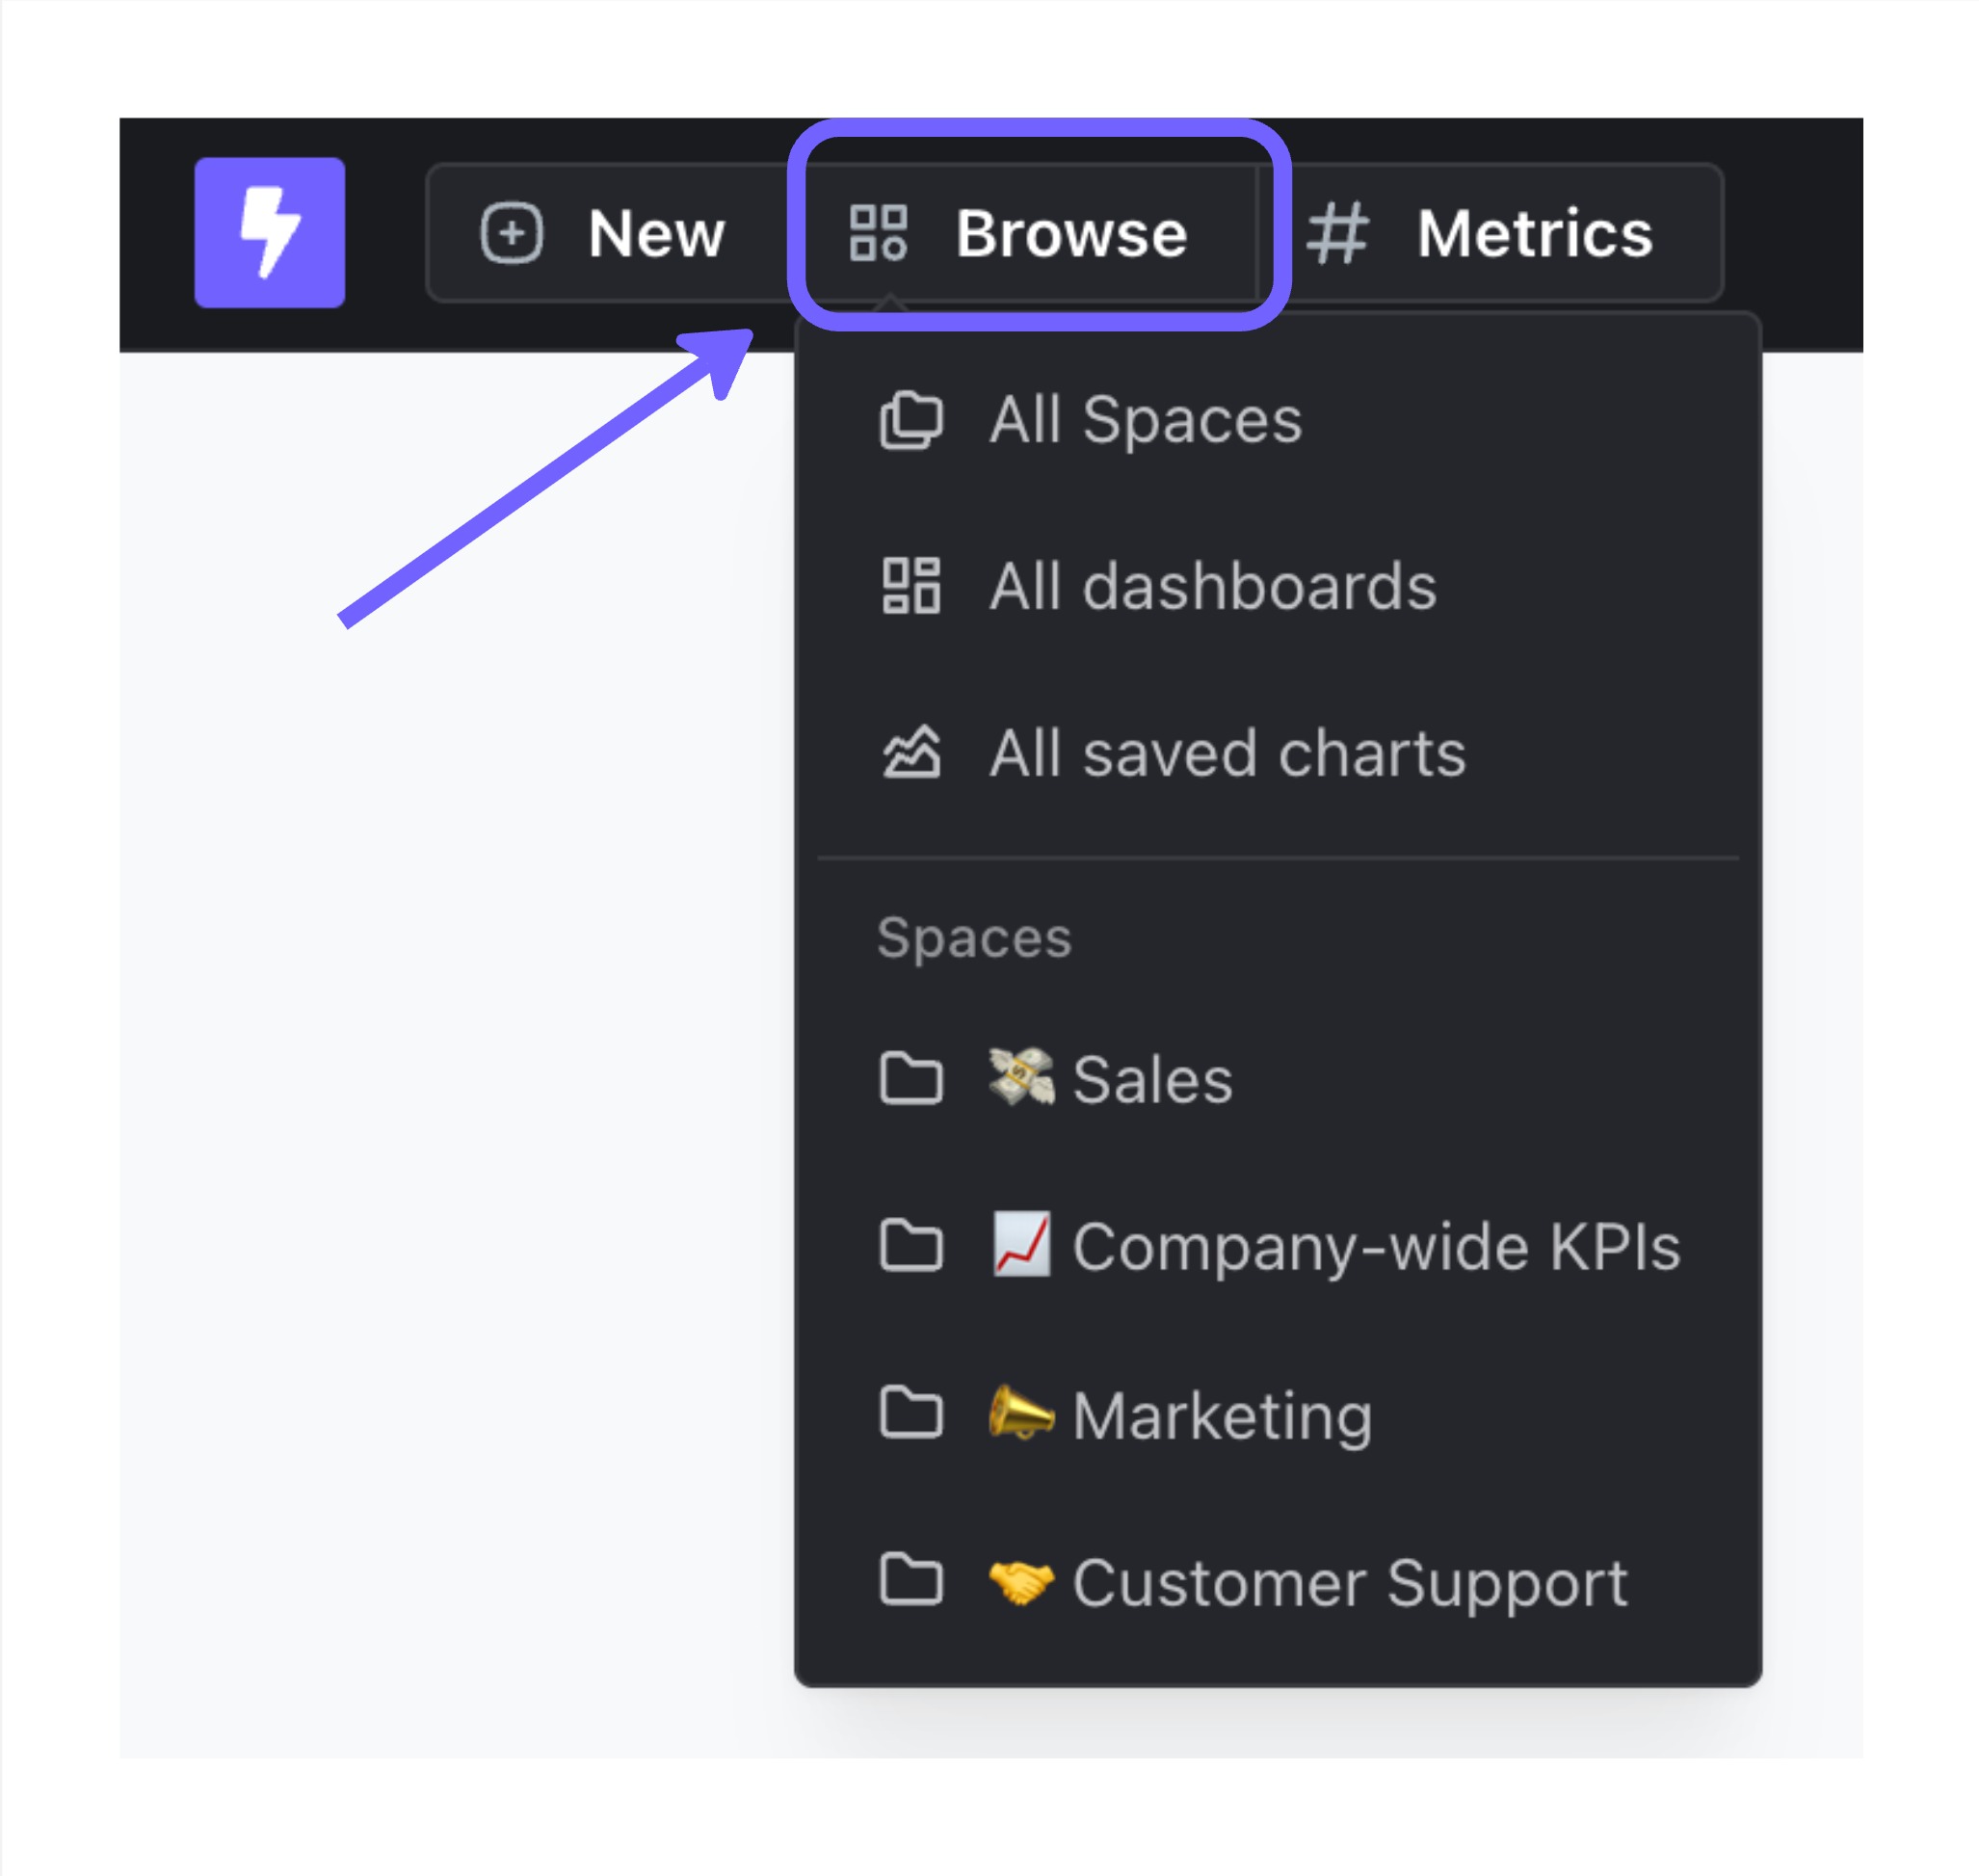 New
Browse
Metrics
All Spaces
All dashboards
All saved charts
Spaces
💸 Sales
📈 Company-wide KPIs
📣 Marketing
🤝 Customer Support